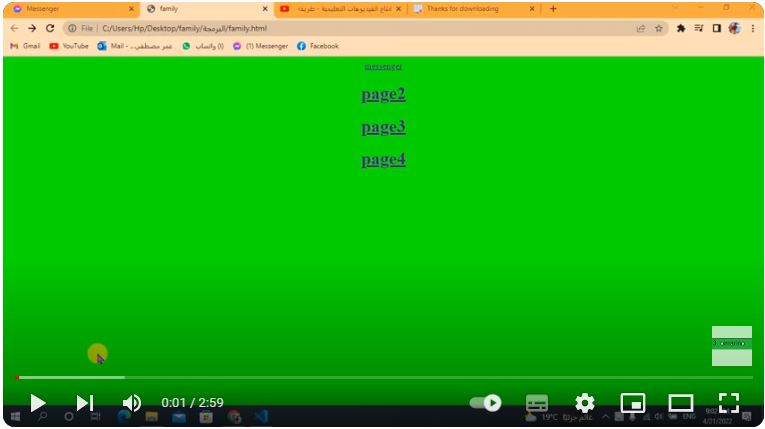 Messenger
family
انتاج الفيديوهات التعليمية - طريقة
Thanks for downloading
File | C:/Users/Hp/Desktop/family/البرمجة/family.html
Gmail
YouTube
Mail - عمر مصطفي...
واتساب (1)
(1) Messenger
Facebook
messenger
page2
page3
page4
0:01 / 2:59
19°C
ENG
4/21/2022